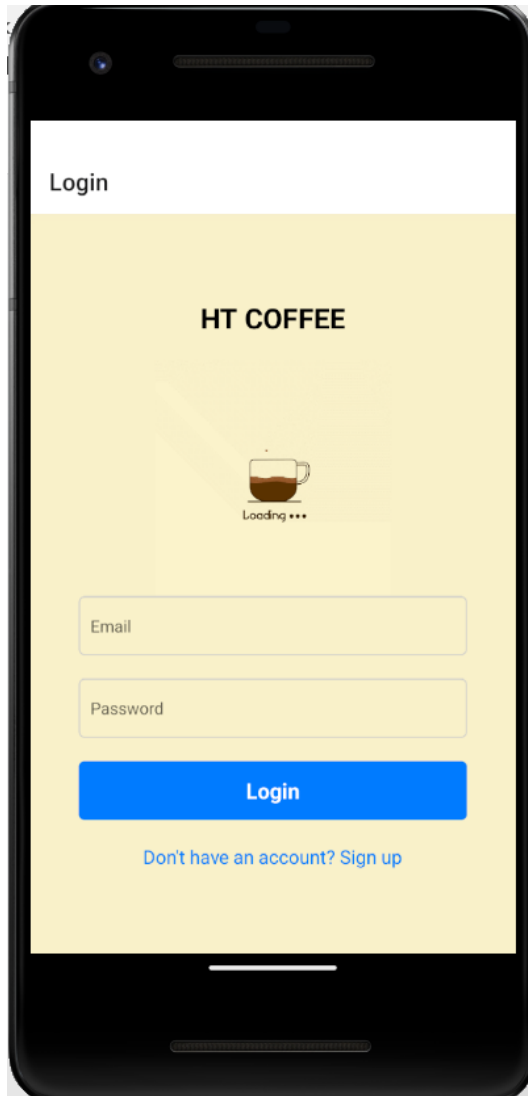 Login
HT COFFEE
Loading •••
Email
Password
Login
Don't have an account? Sign up